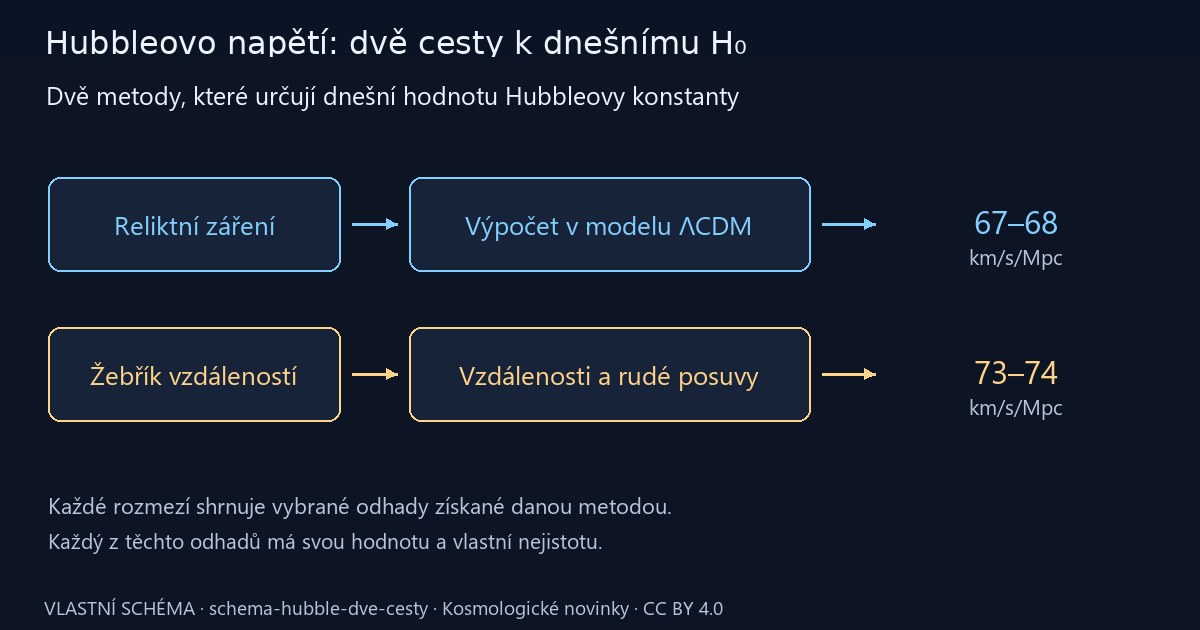 Hubbleovo napětí: dvě cesty k dnešnímu H₀
Dvě metody, které určují dnešní hodnotu Hubbleovy konstanty
Reliktní záření
Výpočet v modelu ΛCDM
67–68
km/s/Mpc
Žebřík vzdáleností
Vzdálenosti a rudé posuvy
73–74
km/s/Mpc
Každé rozmezí shrnuje vybrané odhady získané danou metodou.
Každý z těchto odhadů má svou hodnotu a vlastní nejistotu.
VLASTNÍ SCHÉMA · schema-hubble-dve-cesty · Kosmologické novinky · CC BY 4.0